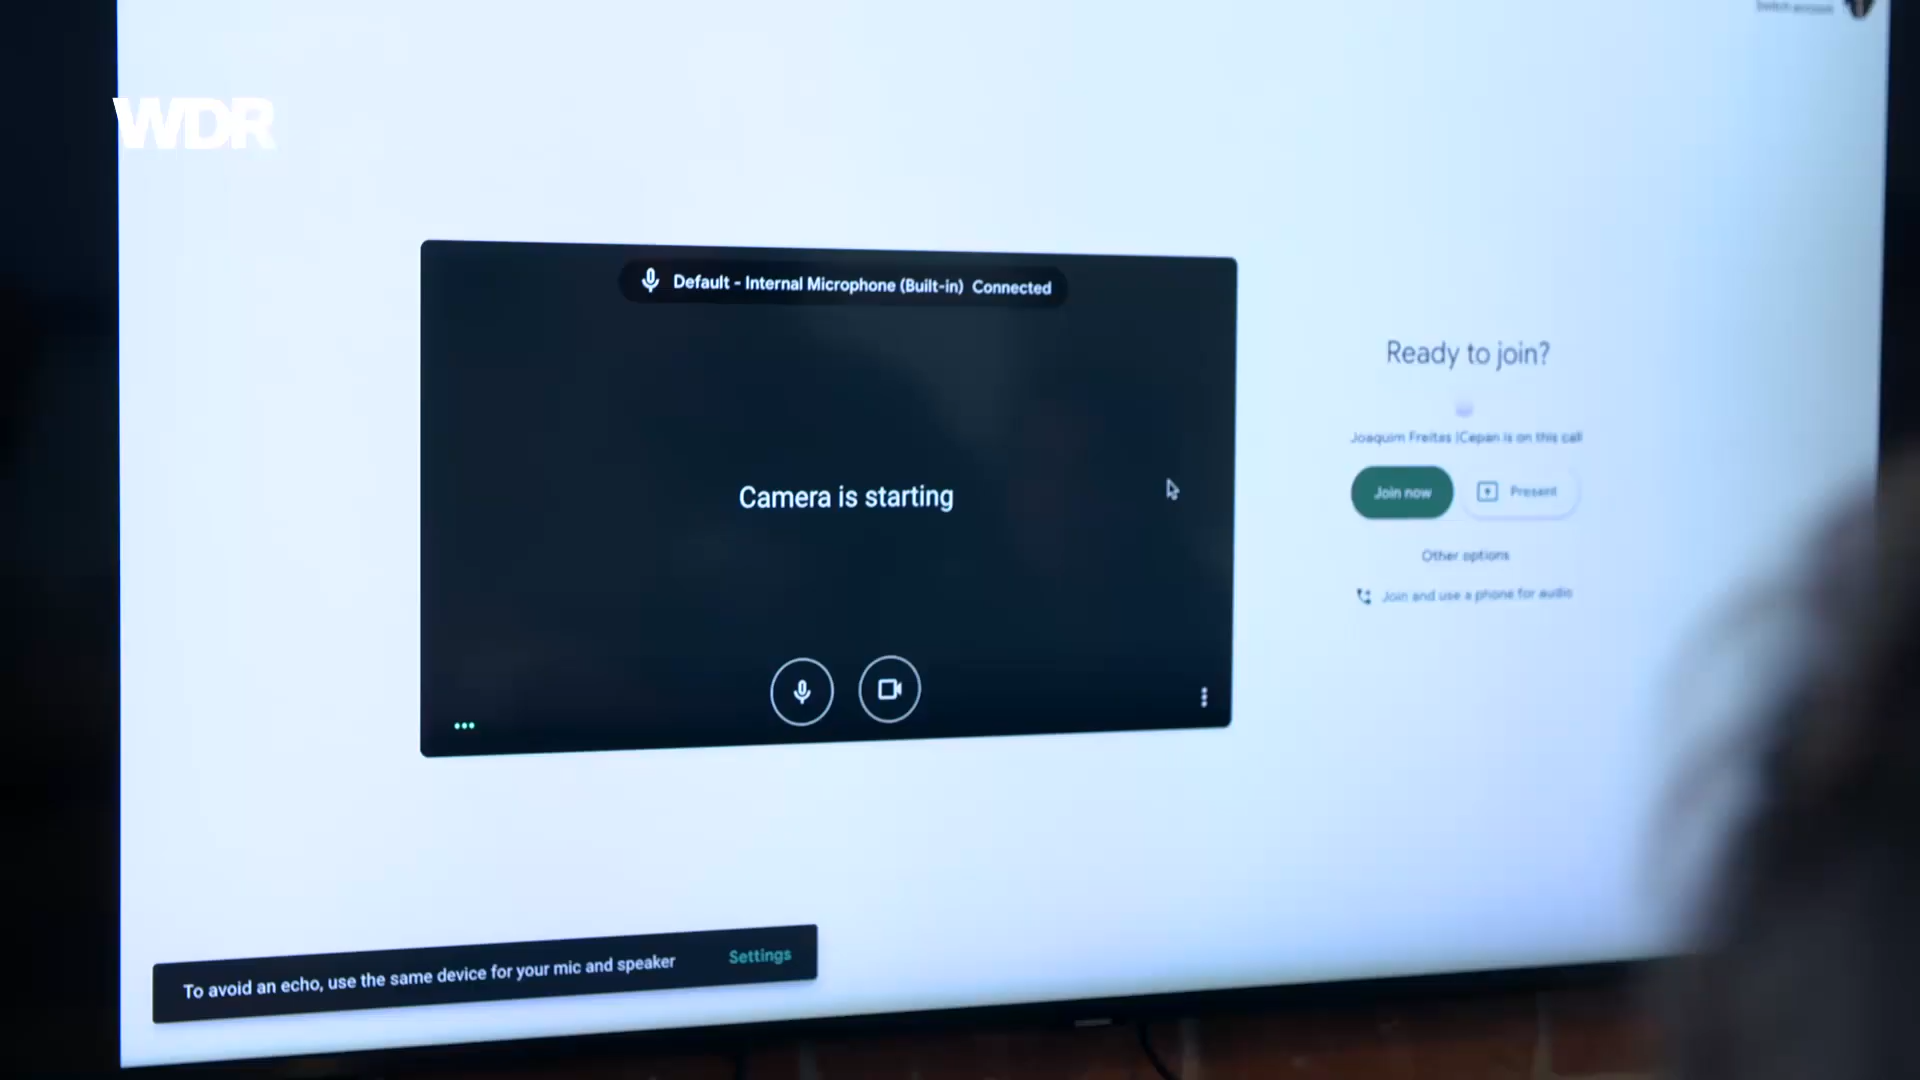 Switch account
WDR
Default - Internal Microphone (Built-in) Connected
Ready to join?
Joaquim Freitas |Cepan is on this call
Camera is starting
Join now
Present
Other options
Join and use a phone for audio
To avoid an echo, use the same device for your mic and speaker
Settings